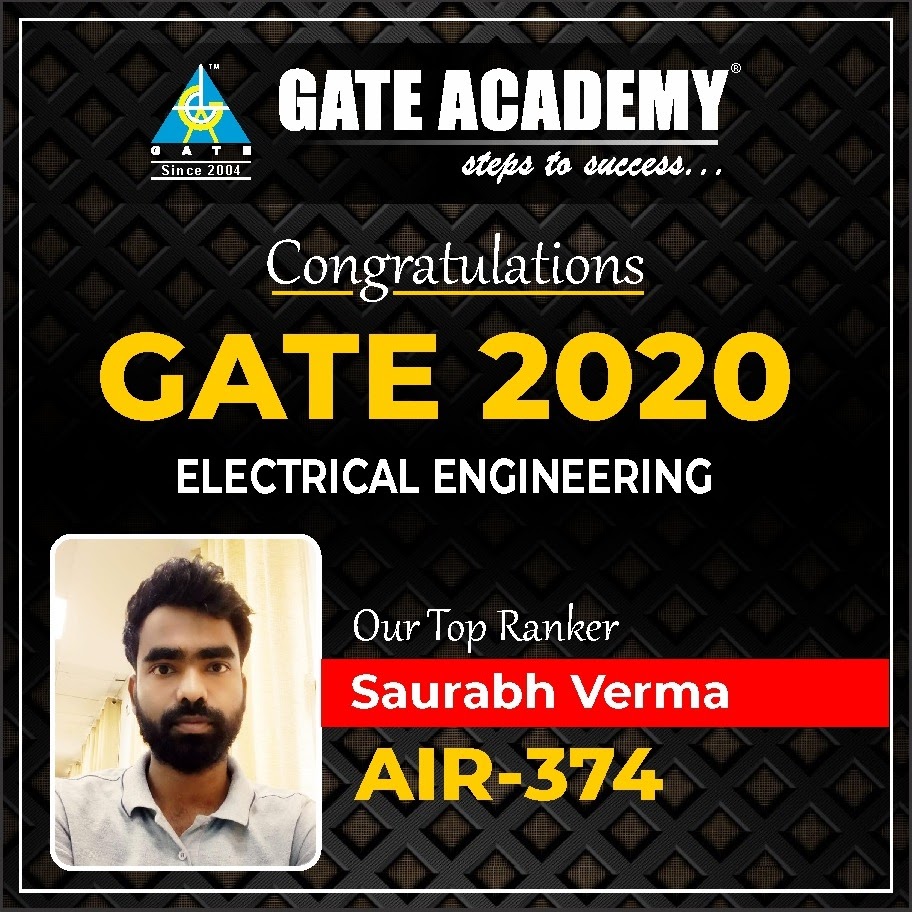 GATE ACADEMY®
TM
GATE
Since 2004
steps to success...
Congratulations
GATE 2020
ELECTRICAL ENGINEERING
Our Top Ranker
Saurabh Verma
AIR-374